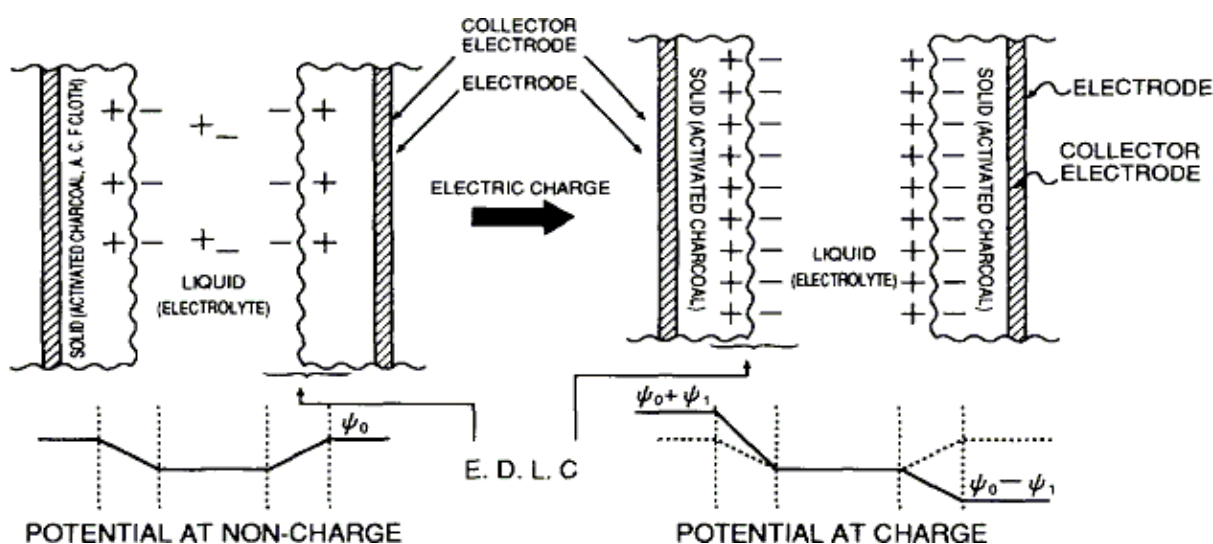 COLLECTOR
ELECTRODE
ELECTRODE
SOLID (ACTIVATED CHARCOAL, A. C. F CLOTH)
+ − + − − +
+ − − +
+ − + − − +
LIQUID
(ELECTROLYTE)
ELECTRIC CHARGE
SOLID (ACTIVATED CHARCOAL)
+ − + −
+ − + −
+ − + −
+ − + −
+ − + −
+ − + −
+ − + −
+ − + −
+ − + −
LIQUID
(ELECTROLYTE)
SOLID (ACTIVATED CHARCOAL)
ELECTRODE
COLLECTOR
ELECTRODE
ψ₀
E. D. L. C
ψ₀+ψ₁
ψ₀−ψ₁
POTENTIAL AT NON-CHARGE
POTENTIAL AT CHARGE